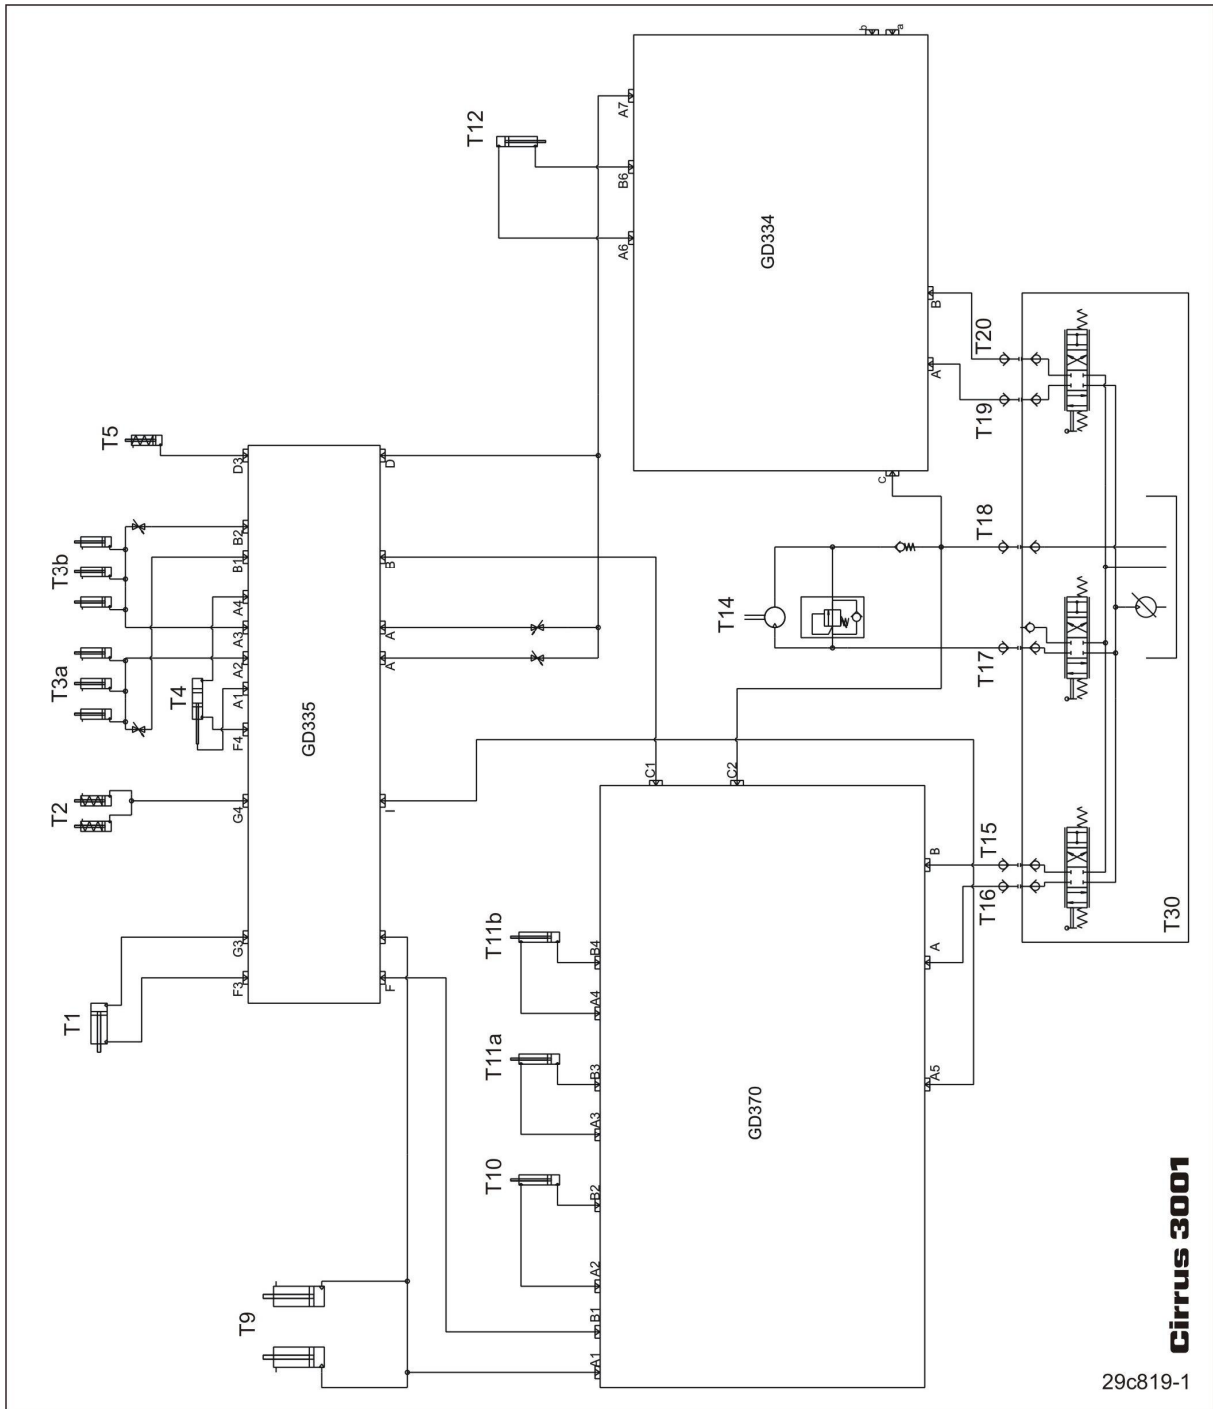 b
a
A7
T12
B6
A6
GD334
T5
D3
D
B2
T3b
B1
B
A4
A3
A
T3a
A2
A
T4
A1
F4
GD335
T2
G4
I
G3
T1
F3
F
B
A
T20
T19
C
T18
T14
T17
C1
C2
B
T15
T16
A
T30
T11b
B4
A4
T11a
B3
A3
A5
GD370
T10
B2
A2
T9
B1
A1
Cirrus 3001
29c819-1